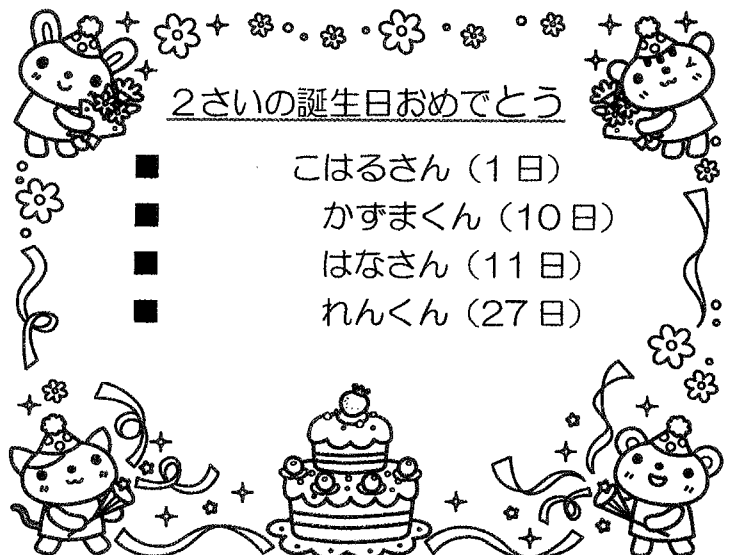 2さいの誕生日おめでとう
■ こはるさん（1日）
■ かずまくん（10日）
■ はなさん（11日）
■ れんくん（27日）